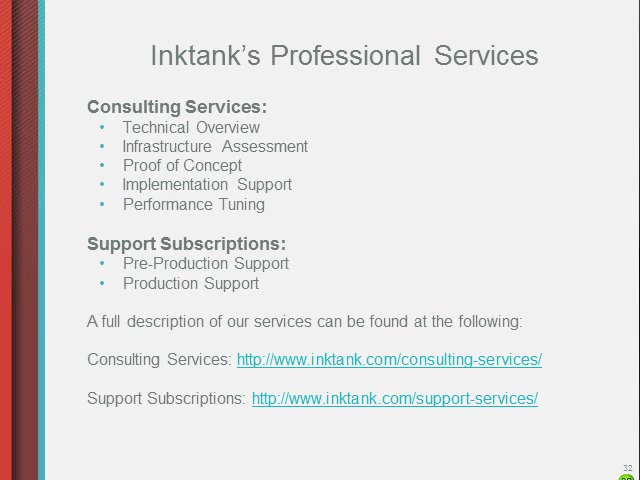 Inktank’s Professional Services
Consulting Services:
• Technical Overview
• Infrastructure Assessment
• Proof of Concept
• Implementation Support
• Performance Tuning
Support Subscriptions:
• Pre-Production Support
• Production Support
A full description of our services can be found at the following:
Consulting Services: http://www.inktank.com/consulting-services/
Support Subscriptions: http://www.inktank.com/support-services/
32